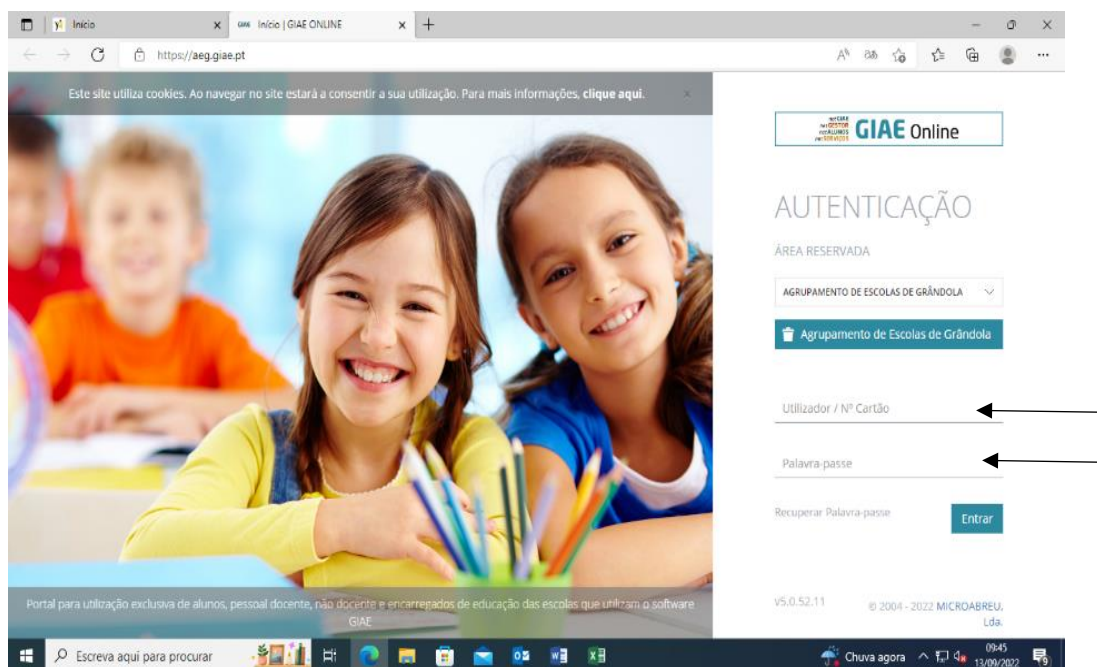 Início
Início | GIAE ONLINE
https://aeg.giae.pt
Este site utiliza cookies. Ao navegar no site estará a consentir a sua utilização. Para mais informações, clique aqui. ×
GIAE Online
AUTENTICAÇÃO
ÁREA RESERVADA
AGRUPAMENTO DE ESCOLAS DE GRÂNDOLA
Agrupamento de Escolas de Grândola
Utilizador / Nº Cartão
Palavra-passe
Recuperar Palavra-passe
Entrar
Portal para utilização exclusiva de alunos, pessoal docente, não docente e encarregados de educação das escolas que utilizam o software
GIAE
v5.0.52.11
© 2004 - 2022 MICROABREU,
Lda.
Escreva aqui para procurar
Chuva agora
09:45
13/09/2022